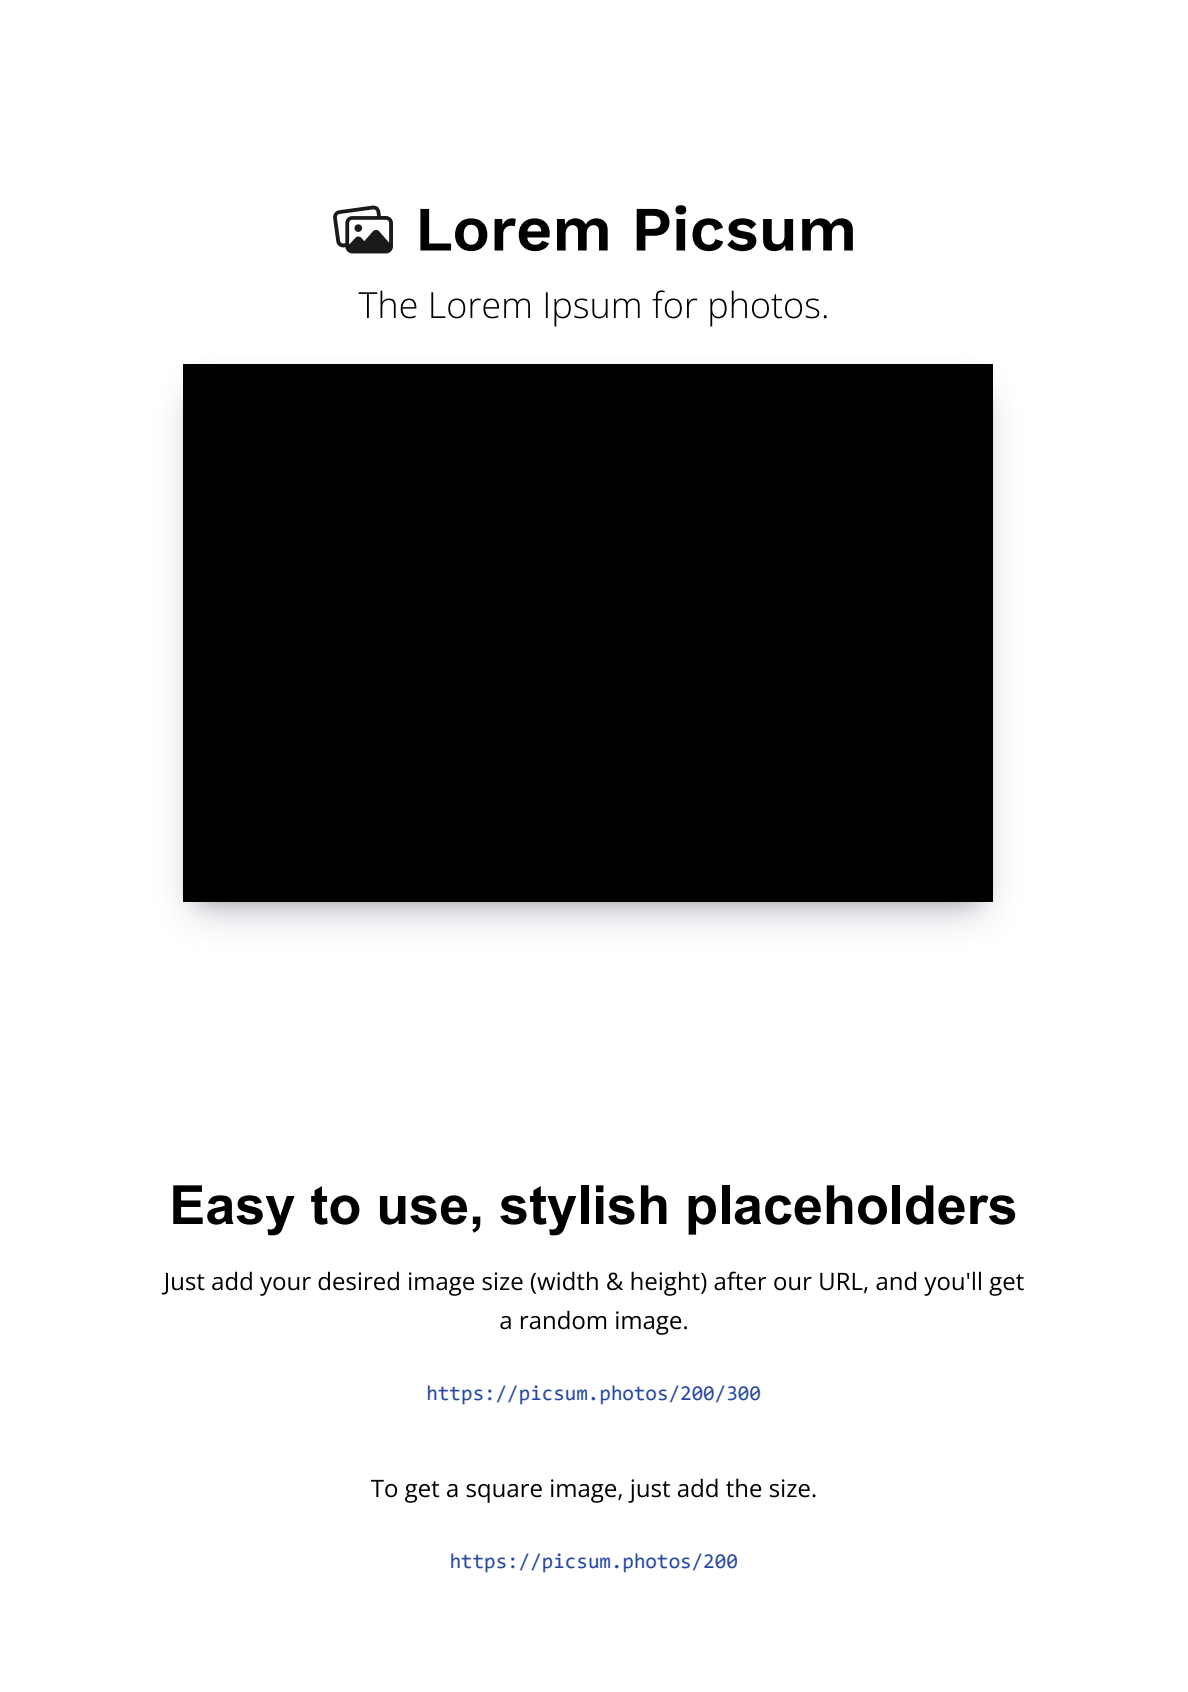 Lorem Picsum
The Lorem Ipsum for photos.
Easy to use, stylish placeholders
Just add your desired image size (width & height) after our URL, and you'll get
a random image.
https://picsum.photos/200/300
To get a square image, just add the size.
https://picsum.photos/200